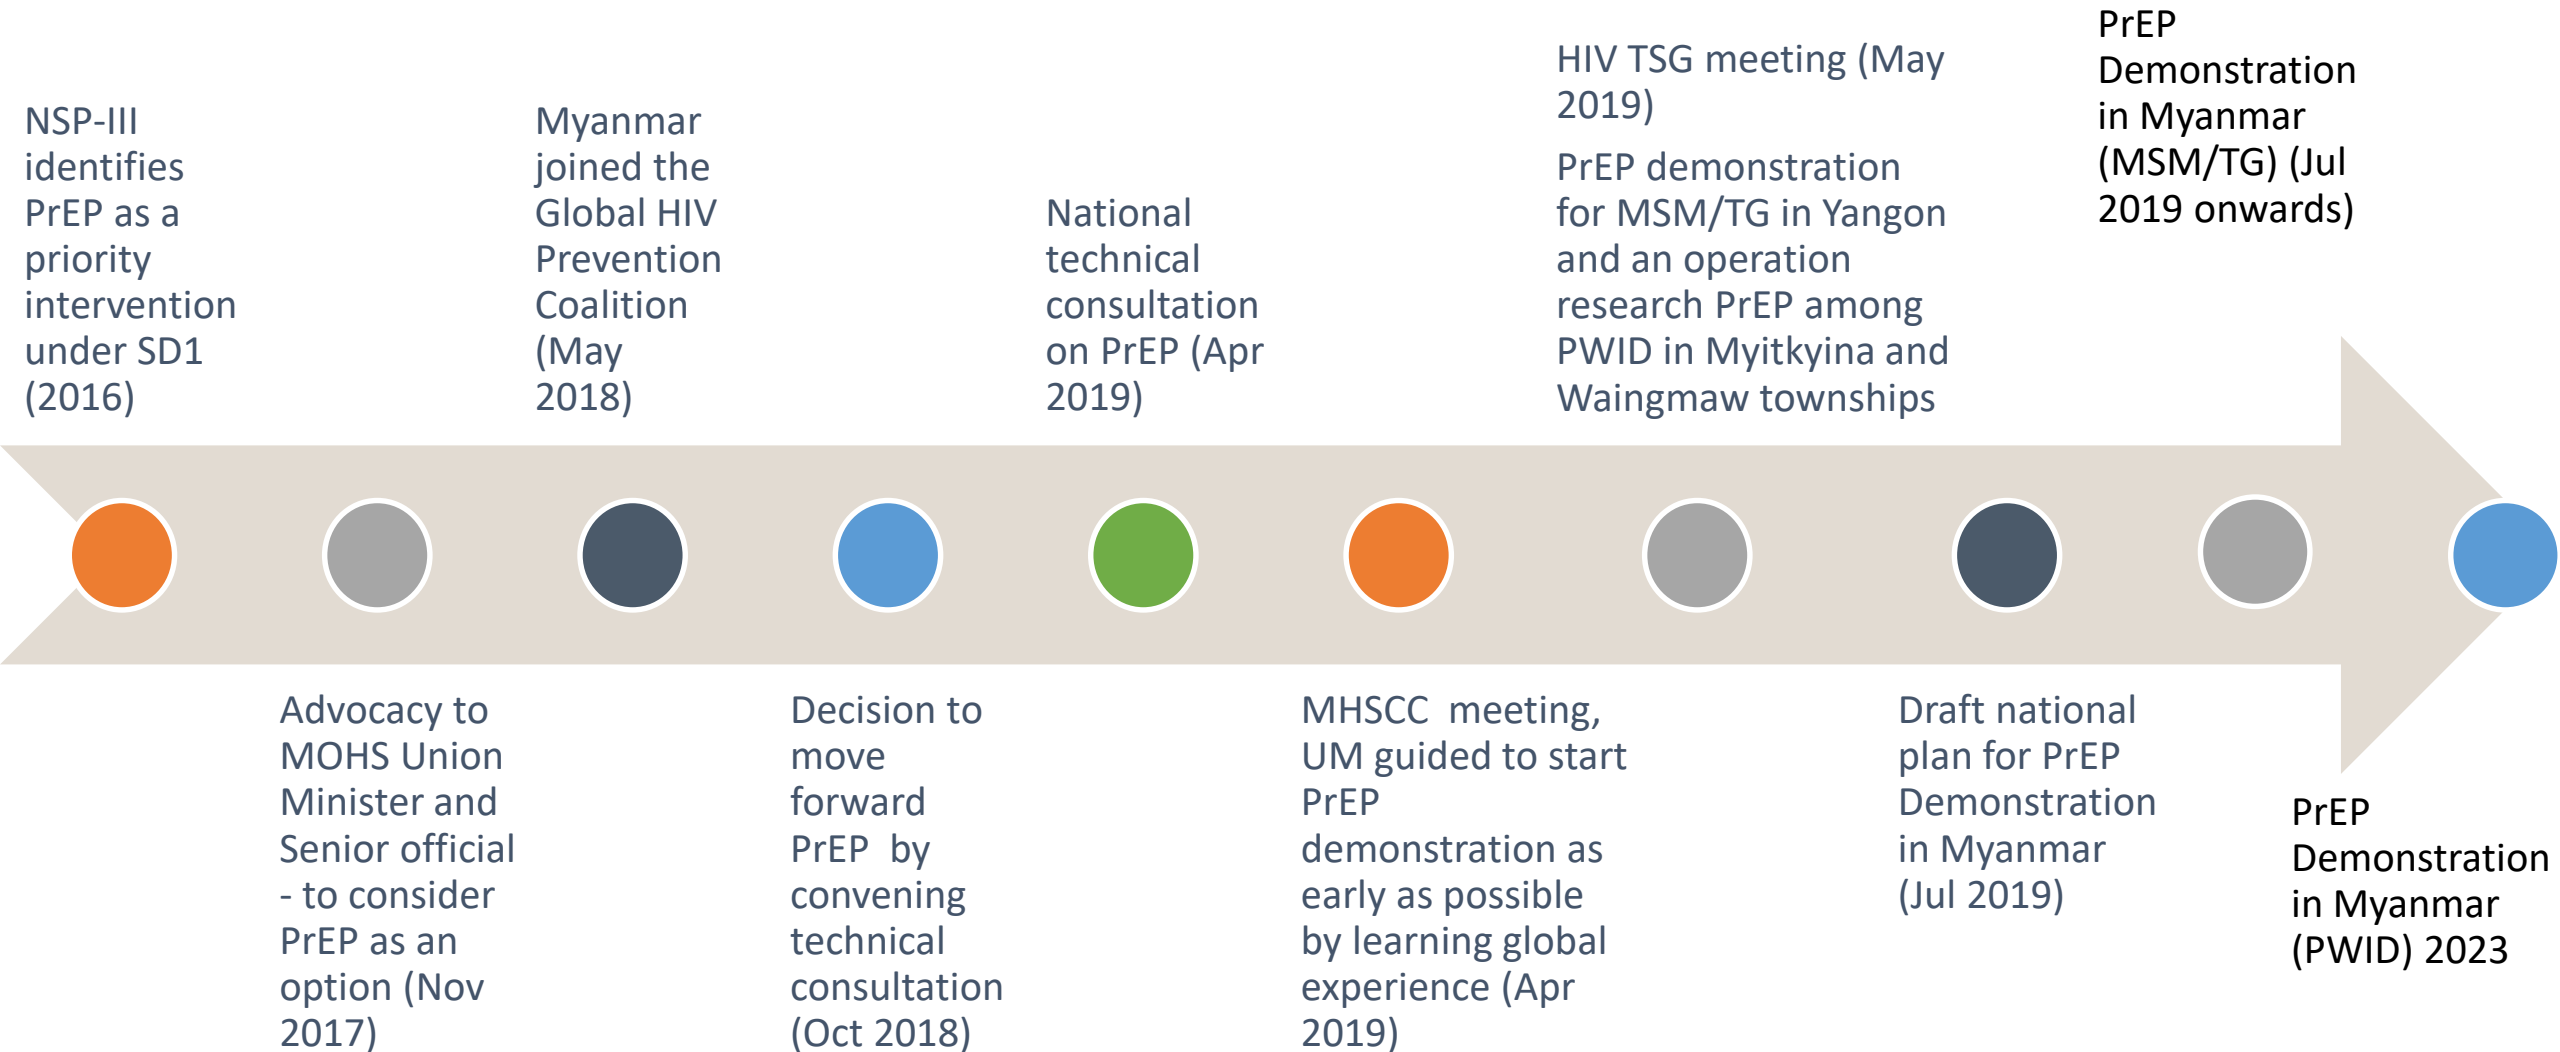 NSP-III
identifies
PrEP as a
priority
intervention
under SD1
(2016)
Advocacy to
MOHS Union
Minister and
Senior official
- to consider
PrEP as an
option (Nov
2017)
Myanmar
joined the
Global HIV
Prevention
Coalition
(May
2018)
Decision to
move
forward
PrEP  by
convening
technical
consultation
(Oct 2018)
National
technical
consultation
on PrEP (Apr
2019)
MHSCC  meeting,
UM guided to start
PrEP
demonstration as
early as possible
by learning global
experience (Apr
2019)
HIV TSG meeting (May
2019)
PrEP demonstration
for MSM/TG in Yangon
and an operation
research PrEP among
PWID in Myitkyina and
Waingmaw townships
Draft national
plan for PrEP
Demonstration
in Myanmar
(Jul 2019)
PrEP
Demonstration
in Myanmar
(MSM/TG) (Jul
2019 onwards)
PrEP
Demonstration
in Myanmar
(PWID) 2023